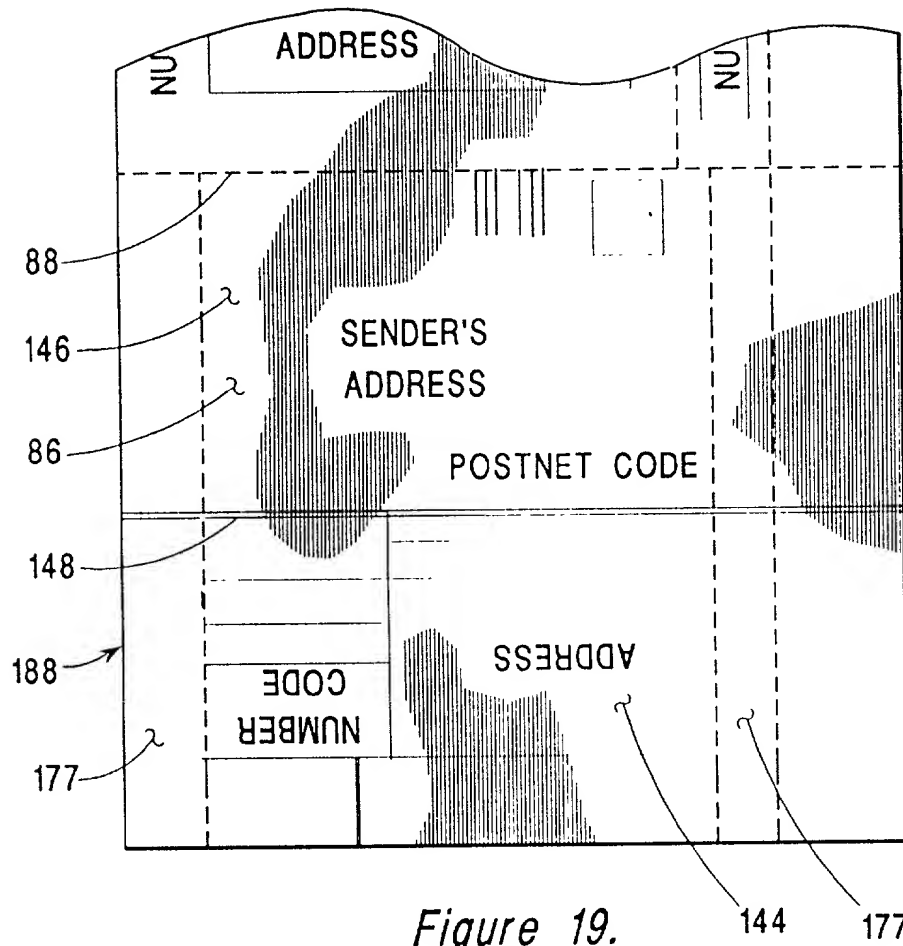 ADDRESS
NU
NU
88
146
SENDER'S
ADDRESS
86
POSTNET CODE
148
188
ADDRESS
CODE
NUMBER
177
Figure 19.
144
177